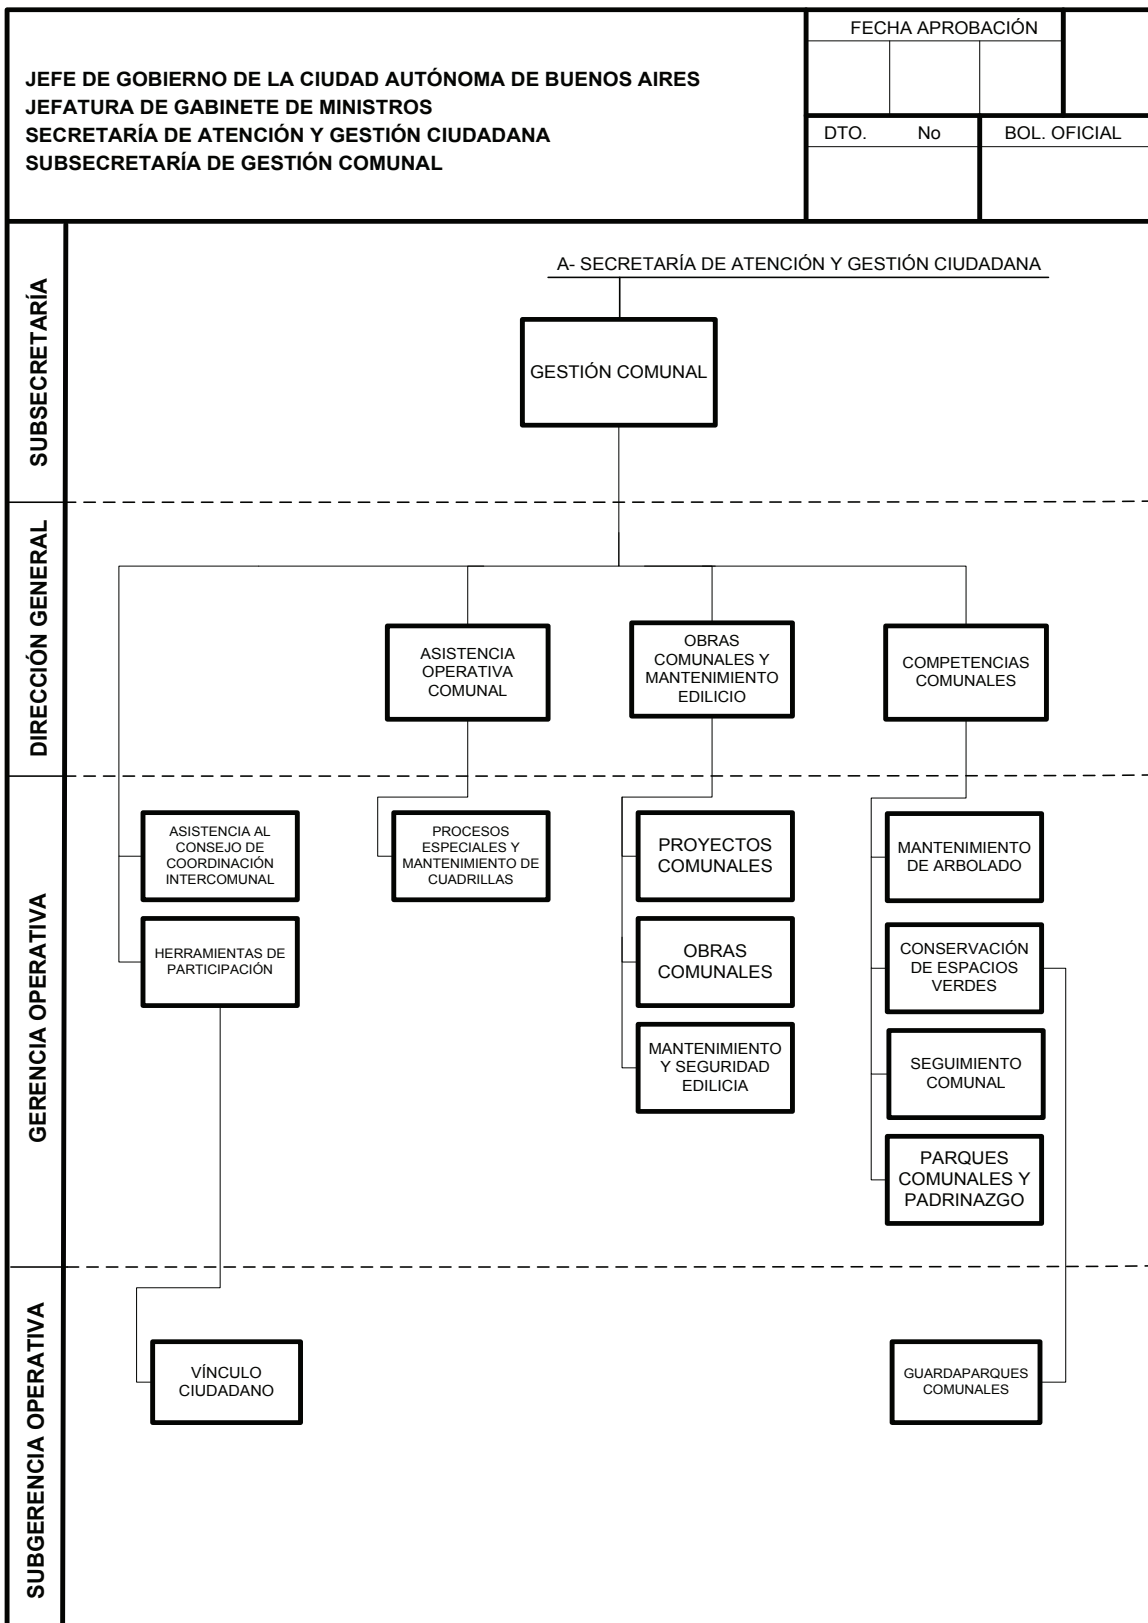 JEFE DE GOBIERNO DE LA CIUDAD AUTÓNOMA DE BUENOS AIRES
JEFATURA DE GABINETE DE MINISTROS
SECRETARÍA DE ATENCIÓN Y GESTIÓN CIUDADANA
SUBSECRETARÍA DE GESTIÓN COMUNAL
FECHA APROBACIÓN
DTO. No
BOL. OFICIAL
SUBSECRETARÍA
A- SECRETARÍA DE ATENCIÓN Y GESTIÓN CIUDADANA
GESTIÓN COMUNAL
DIRECCIÓN GENERAL
ASISTENCIA
OPERATIVA
COMUNAL
OBRAS
COMUNALES Y
MANTENIMIENTO
EDILICIO
COMPETENCIAS
COMUNALES
GERENCIA OPERATIVA
ASISTENCIA AL
CONSEJO DE
COORDINACIÓN
INTERCOMUNAL
HERRAMIENTAS DE
PARTICIPACIÓN
PROCESOS
ESPECIALES Y
MANTENIMIENTO DE
CUADRILLAS
PROYECTOS
COMUNALES
OBRAS
COMUNALES
MANTENIMIENTO
Y SEGURIDAD
EDILICIA
MANTENIMIENTO
DE ARBOLADO
CONSERVACIÓN
DE ESPACIOS
VERDES
SEGUIMIENTO
COMUNAL
PARQUES
COMUNALES Y
PADRINAZGO
SUBGERENCIA OPERATIVA
VÍNCULO
CIUDADANO
GUARDAPARQUES
COMUNALES